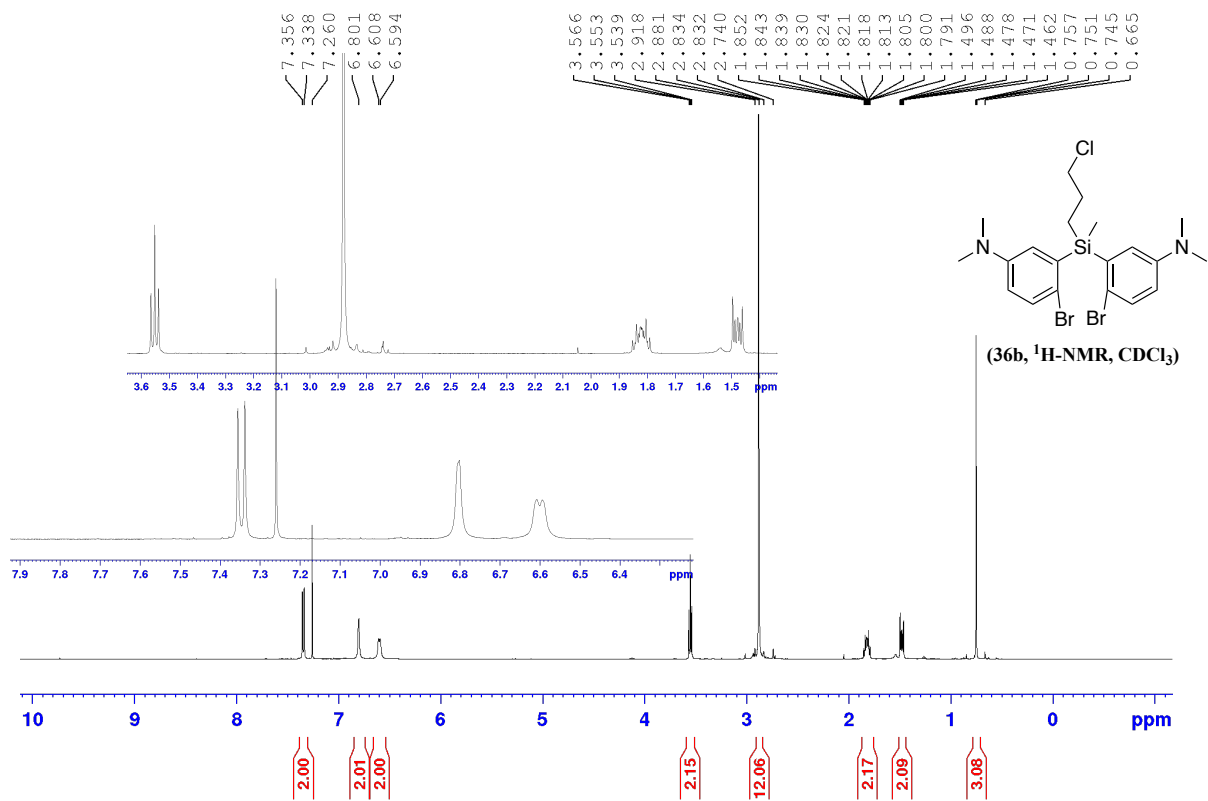 7.356 7.338 7.260 6.801 6.608 6.594 3.566 3.553 3.539 2.918 2.881 2.834 2.832 2.740 1.852 1.843 1.839 1.830 1.824 1.821 1.818 1.813 1.805 1.800 1.791 1.496 1.488 1.478 1.471 1.462 0.757 0.751 0.745 0.665
Cl
N Si N
Br Br
(36b, ¹H-NMR, CDCl₃)
3.6 3.5 3.4 3.3 3.2 3.1 3.0 2.9 2.8 2.7 2.6 2.5 2.4 2.3 2.2 2.1 2.0 1.9 1.8 1.7 1.6 1.5 ppm
7.9 7.8 7.7 7.6 7.5 7.4 7.3 7.2 7.1 7.0 6.9 6.8 6.7 6.6 6.5 6.4 ppm
10 9 8 7 6 5 4 3 2 1 0 ppm
2.00 2.01 2.00 2.15 12.06 2.17 2.09 3.08